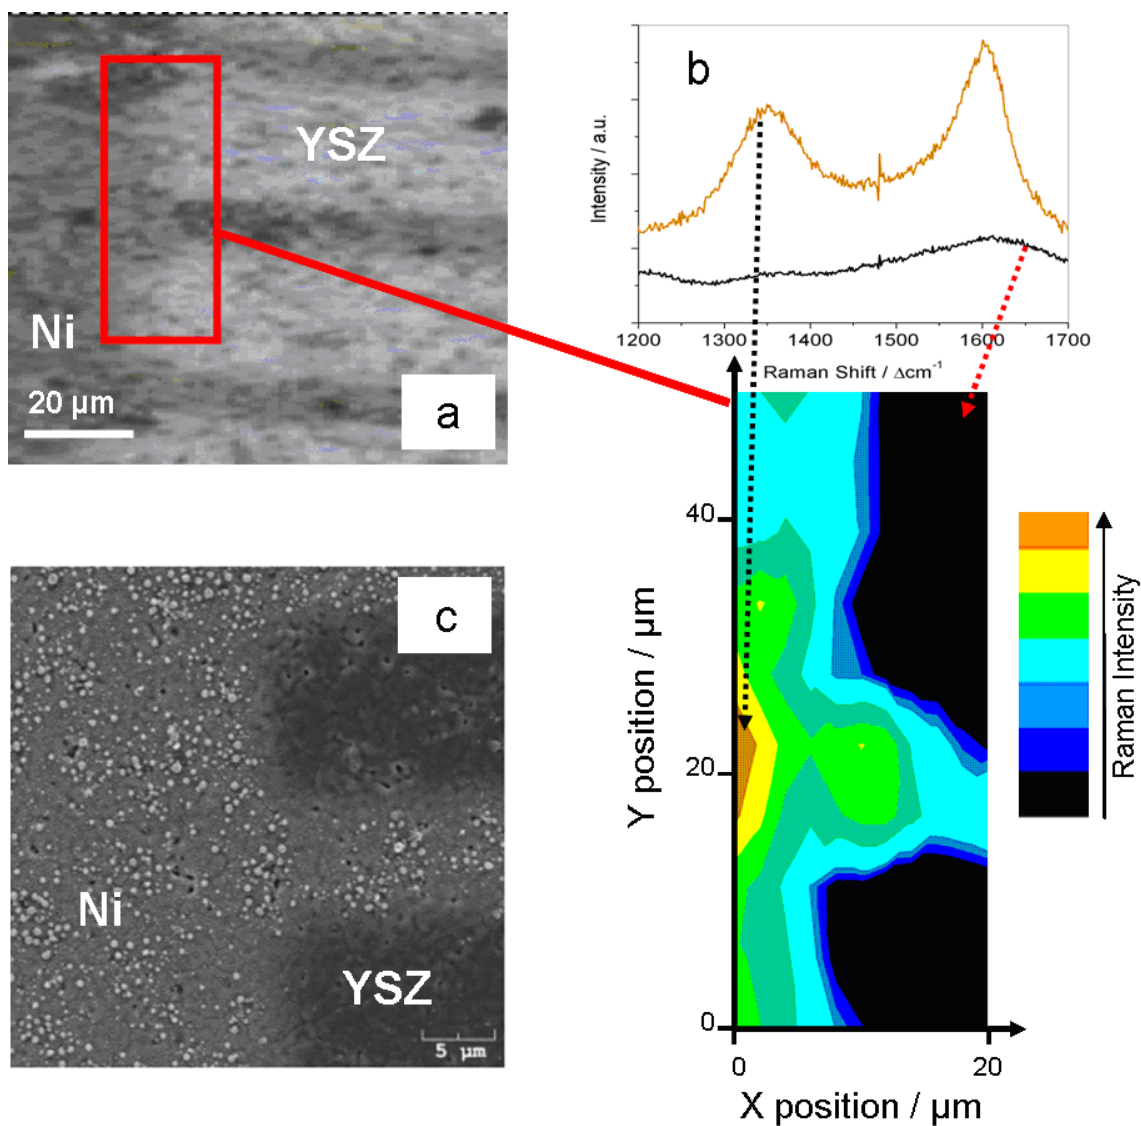 YSZ
Ni
20 µm
a
b
Intensity / a.u.
1200 1300 1400 1500 1600 1700
Raman Shift / Δcm⁻¹
40
20
0
Y position / µm
0 20
X position / µm
Raman Intensity
c
Ni
YSZ
5 µm